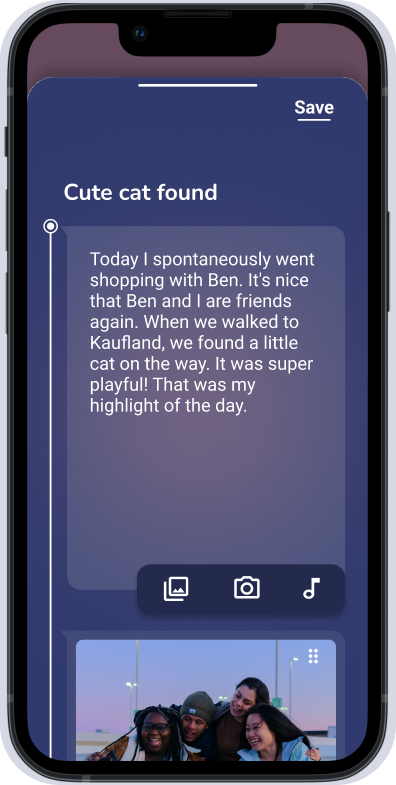 Save
Cute cat found
Today I spontaneously went
shopping with Ben. It's nice
that Ben and I are friends
again. When we walked to
Kaufland, we found a little
cat on the way. It was super
playful! That was my
highlight of the day.